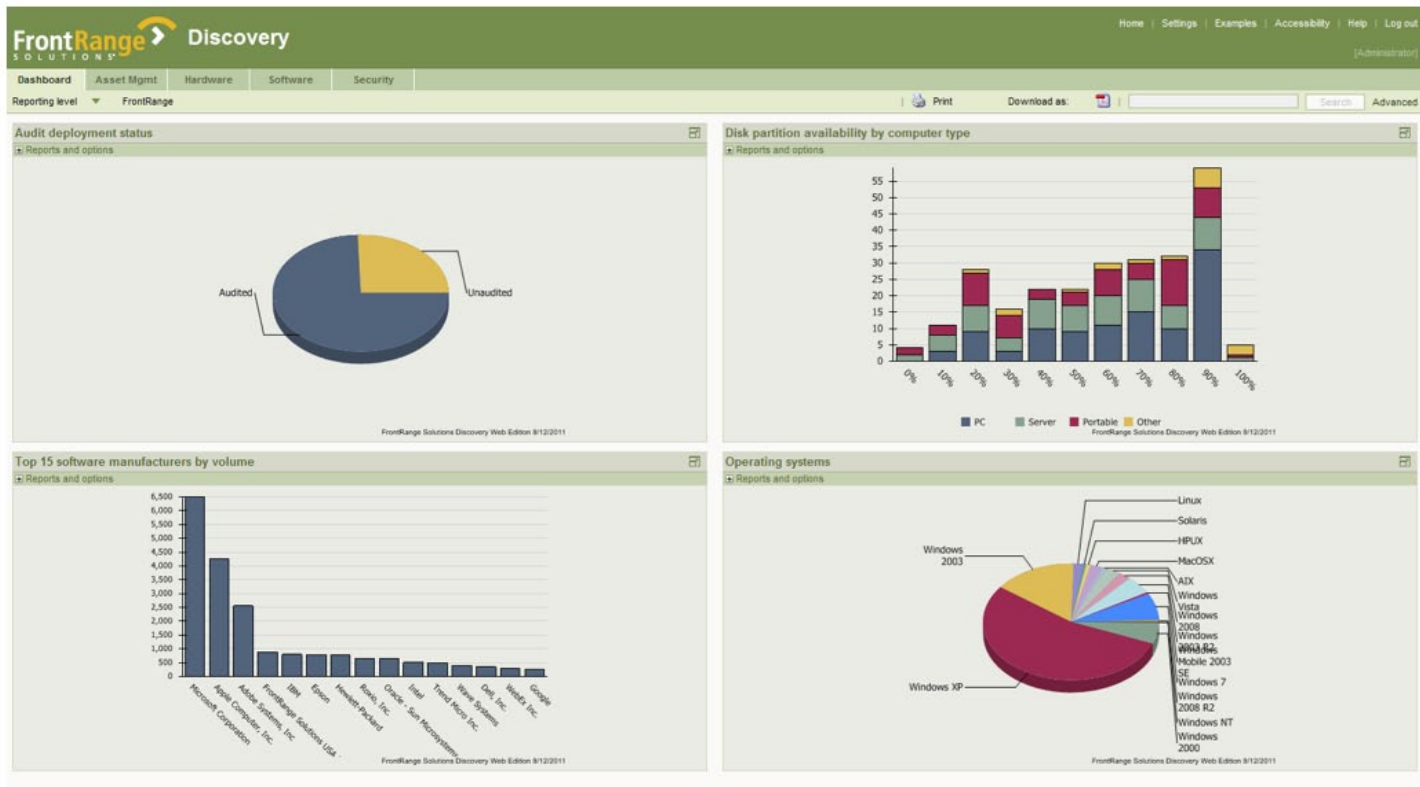 FrontRange
SOLUTIONS
Discovery
Home | Settings | Examples | Accessibility | Help | Log out
[Administrator]
Dashboard Asset Mgmt Hardware Software Security
Reporting level FrontRange
Print Download as: Search Advanced
Audit deployment status
Reports and options
Audited
Unaudited
FrontRange Solutions Discovery Web Edition 8/12/2011
Disk partition availability by computer type
Reports and options
55
50
45
40
35
30
25
20
15
10
5
0
0% 10% 20% 30% 40% 50% 60% 70% 80% 90% 100%
PC Server Portable Other
FrontRange Solutions Discovery Web Edition 8/12/2011
Top 15 software manufacturers by volume
Reports and options
6,500
6,000
5,500
5,000
4,500
4,000
3,500
3,000
2,500
2,000
1,500
1,000
500
0
Microsoft Corporation
Apple Computer, Inc.
Adobe Systems, Inc
FrontRange Solutions USA
IBM
Epson
Hewlett-Packard
Roxio, Inc.
Oracle - Sun Microsystems
Intel
Trend Micro Inc.
Wave Systems
Dell, Inc.
WebEx Inc.
Google
FrontRange Solutions Discovery Web Edition 8/12/2011
Operating systems
Reports and options
Linux
Solaris
HPUX
MacOSX
AIX
Windows
Vista
Windows
2008
Windows
2003 R2
Windows
Mobile 2003
SE
Windows 7
Windows
2008 R2
Windows NT
Windows
2000
Windows XP
Windows
2003
FrontRange Solutions Discovery Web Edition 8/12/2011